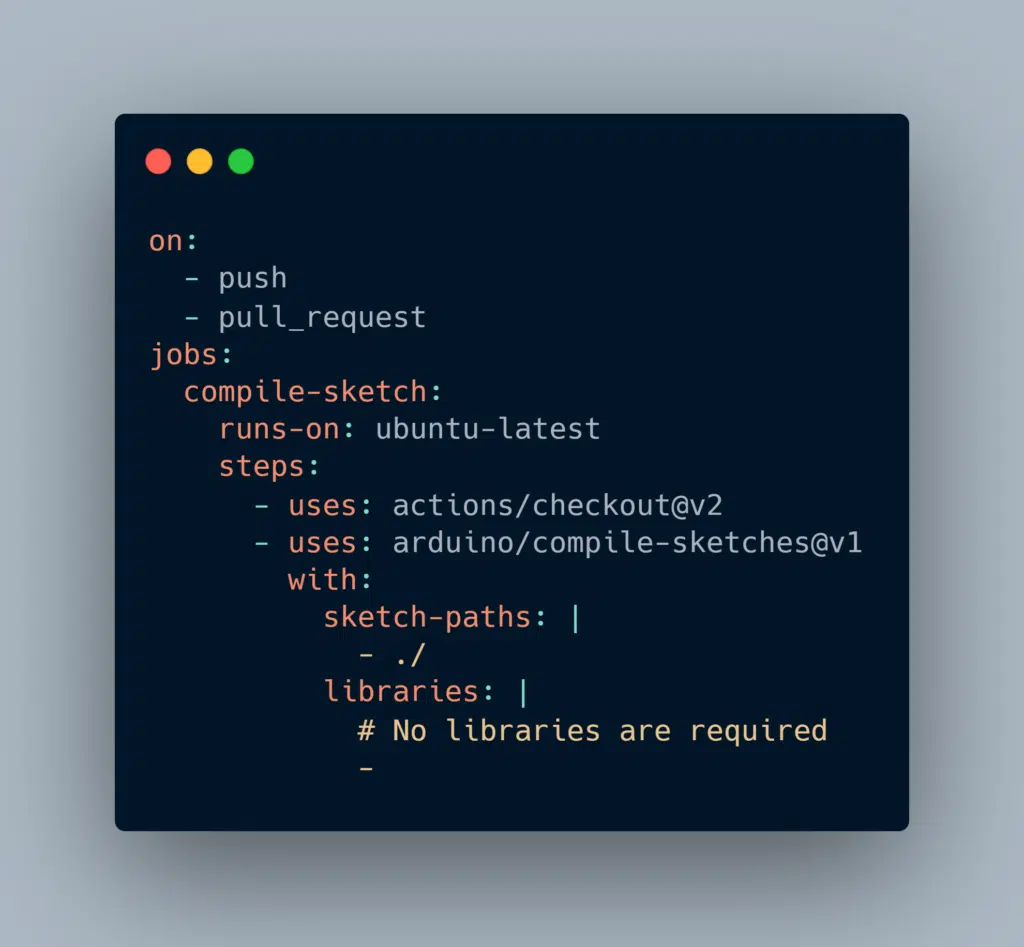 on:
  - push
  - pull_request
jobs:
  compile-sketch:
    runs-on: ubuntu-latest
    steps:
      - uses: actions/checkout@v2
      - uses: arduino/compile-sketches@v1
        with:
          sketch-paths: |
            - ./
          libraries: |
            # No libraries are required
            -